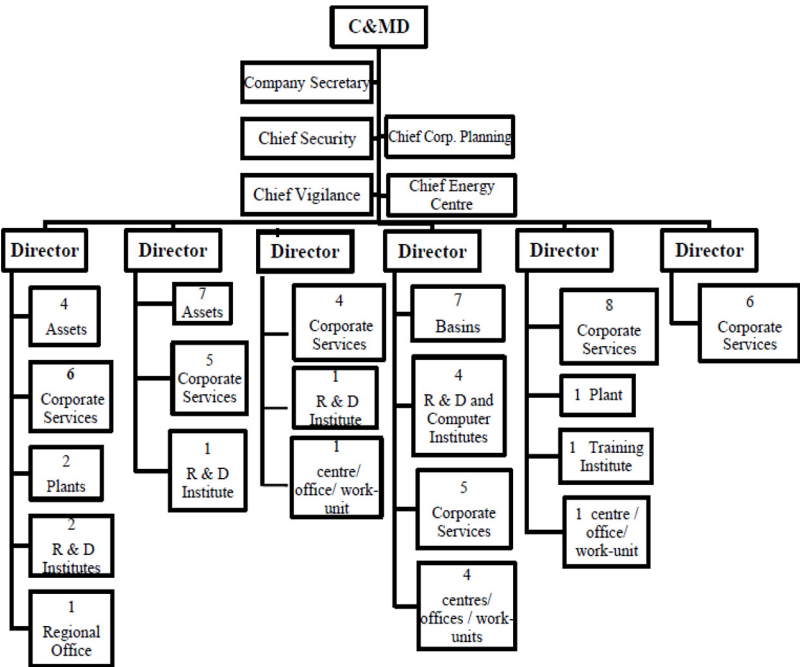 C&MD
Company Secretary
Chief Security
Chief Corp. Planning
Chief Vigilance
Chief Energy
Centre
Director
4
Assets
6
Corporate
Services
2
Plants
2
R & D
Institutes
1
Regional
Office
Director
7
Assets
5
Corporate
Services
1
R & D
Institute
Director
4
Corporate
Services
1
R & D
Institute
1
centre/
office/ work-
unit
Director
7
Basins
4
R & D and
Computer
Institutes
5
Corporate
Services
4
centres/
offices / work-
units
Director
8
Corporate
Services
1 Plant
1 Training
Institute
1 centre /
office/
work-unit
Director
6
Corporate
Services